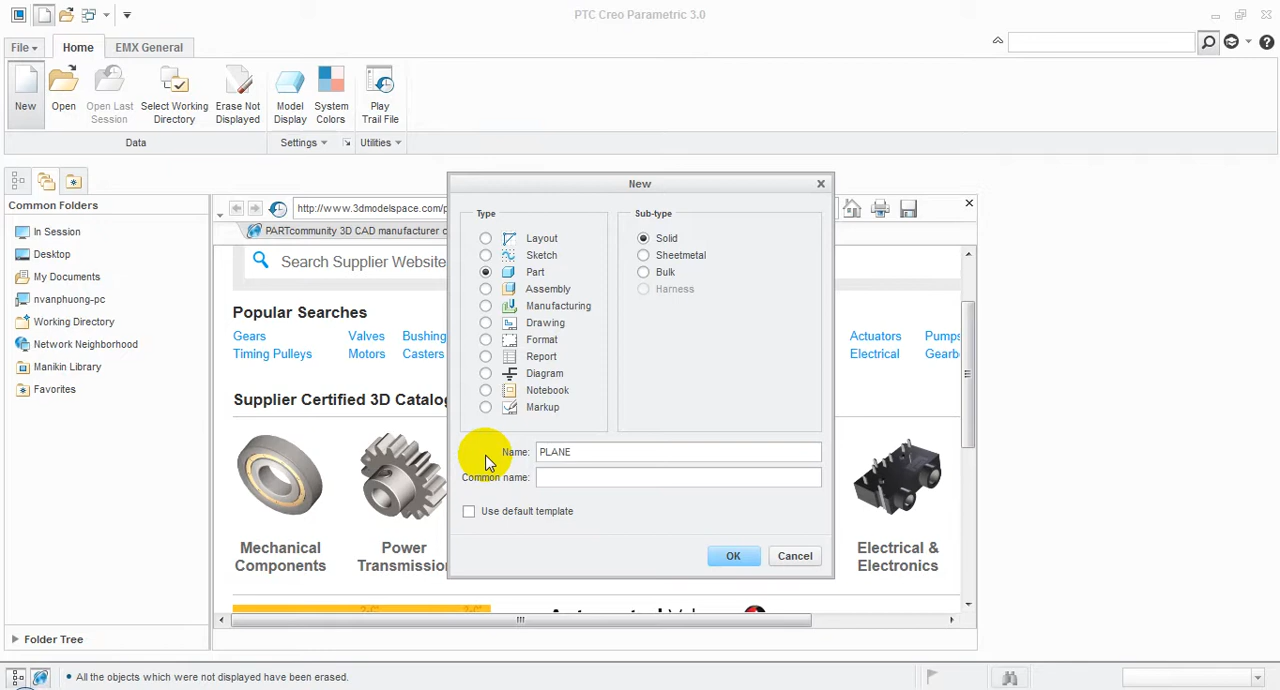 PTC Creo Parametric 3.0
File
Home
EMX General
New
Open
Open Last Session
Select Working Directory
Erase Not Displayed
Model Display
System Colors
Play Trail File
Data
Settings
Utilities
Common Folders
In Session
Desktop
My Documents
nvanphuong-pc
Working Directory
Network Neighborhood
Manikin Library
Favorites
Folder Tree
http://www.3dmodelspace.com/p
PARTcommunity 3D CAD manufacturer c
Search Supplier Website
Popular Searches
Gears
Valves
Bushing
Actuators
Pumps
Timing Pulleys
Motors
Casters
Electrical
Gearb
Supplier Certified 3D Catalog
Mechanical Components
Power Transmission
Electrical & Electronics
New
Type
Layout
Sketch
Part
Assembly
Manufacturing
Drawing
Format
Report
Diagram
Notebook
Markup
Sub-type
Solid
Sheetmetal
Bulk
Harness
Name: PLANE
Common name:
Use default template
OK
Cancel
All the objects which were not displayed have been erased.